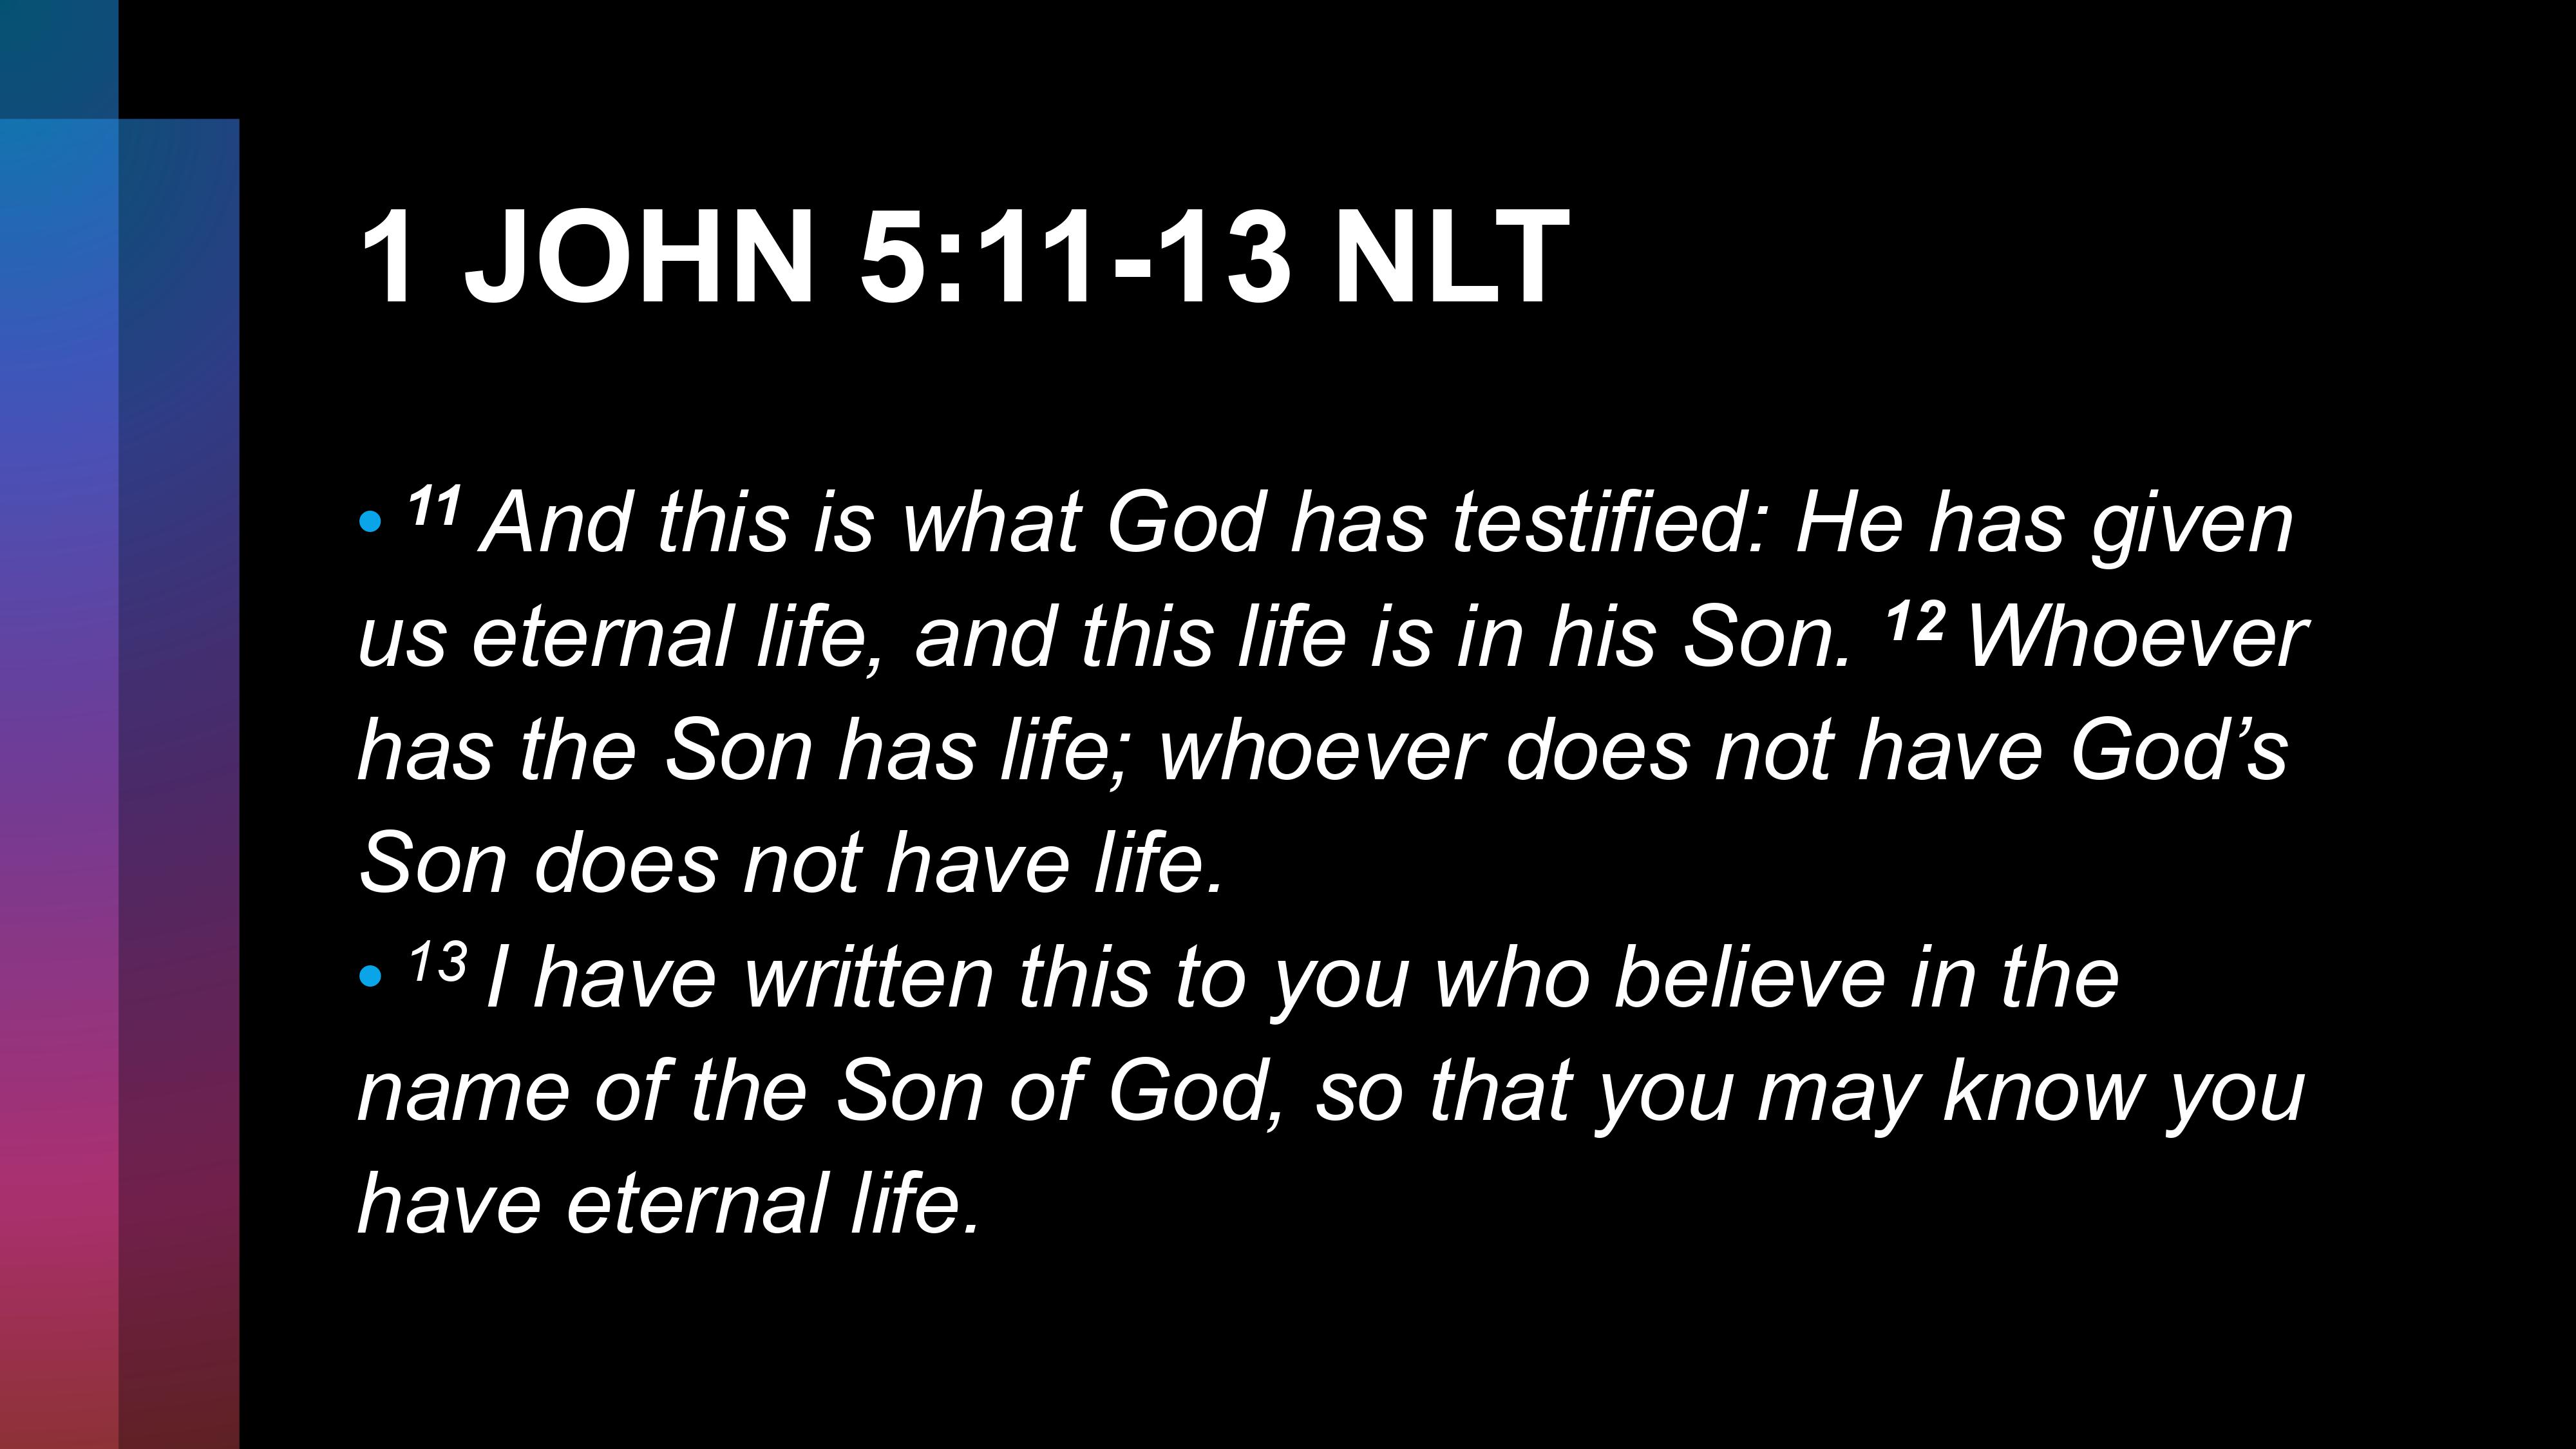 1 JOHN 5:11-13 NLT
• 11 And this is what God has testified: He has given
us eternal life, and this life is in his Son. 12 Whoever
has the Son has life; whoever does not have God’s
Son does not have life.
• 13 I have written this to you who believe in the
name of the Son of God, so that you may know you
have eternal life.